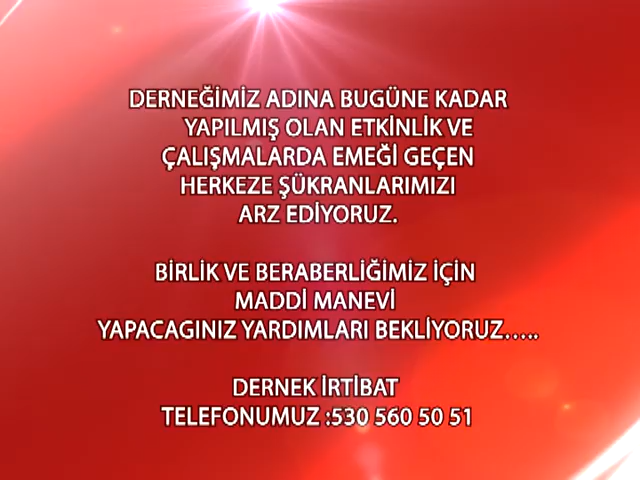 DERNEĞİMİZ ADINA BUGÜNE KADAR
YAPILMIŞ OLAN ETKİNLİK VE
ÇALIŞMALARDA EMEĞİ GEÇEN
HERKEZE ŞÜKRANLARIMIZI
ARZ EDİYORUZ.
BİRLİK VE BERABERLİĞİMİZ İÇİN
MADDİ MANEVİ
YAPACAGINIZ YARDIMLARI BEKLİYORUZ…..
DERNEK İRTİBAT
TELEFONUMUZ :530 560 50 51